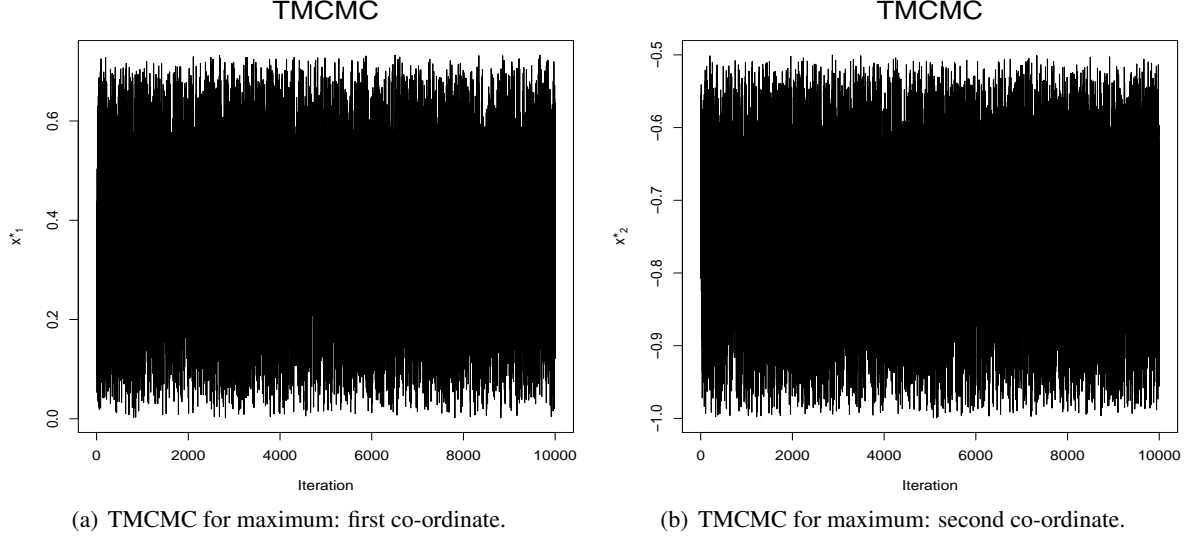 TMCMC
x*1
0.0
0.2
0.4
0.6
0
2000
4000
6000
8000
10000
Iteration
(a) TMCMC for maximum: first co-ordinate.
TMCMC
x*2
−1.0
−0.9
−0.8
−0.7
−0.6
−0.5
0
2000
4000
6000
8000
10000
Iteration
(b) TMCMC for maximum: second co-ordinate.